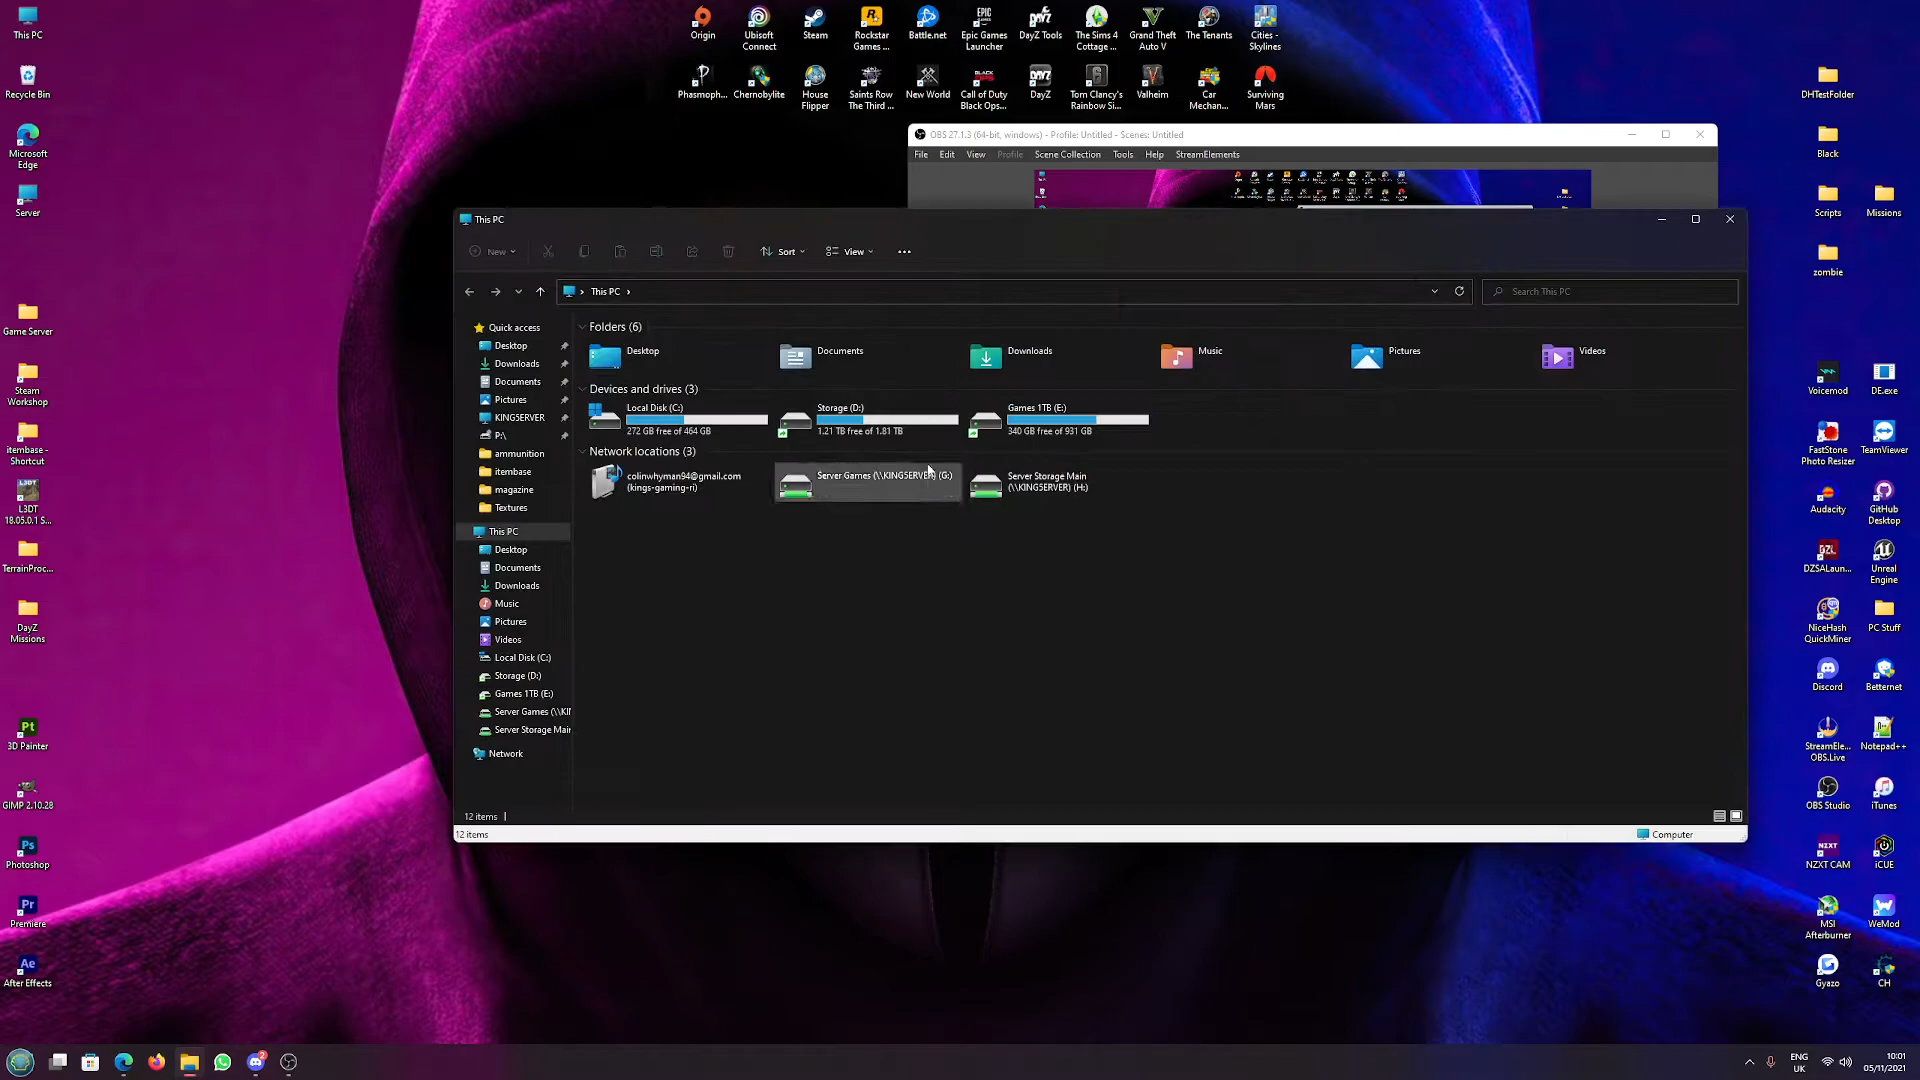 This PC
Recycle Bin
Microsoft
Edge
Server
Game Server
Steam
Workshop
itembase -
Shortcut
L3DT
18.05.0.1 S...
TerrainProc...
DayZ
Missions
3D Painter
GIMP 2.10.28
Photoshop
Premiere
After Effects
Origin
Ubisoft
Connect
Steam
Rockstar
Games ...
Battle.net
Epic Games
Launcher
DayZ Tools
The Sims 4
Cottage ...
Grand Theft
Auto V
The Tenants
Cities -
Skylines
Phasmoph...
Chernobylite
House
Flipper
Saints Row
The Third ...
New World
Call of Duty
Black Ops...
DayZ
Tom Clancy's
Rainbow Si...
Valheim
Car
Mechan...
Surviving
Mars
OBS 27.1.3 (64-bit, windows) - Profile: Untitled - Scenes: Untitled
File Edit View Profile Scene Collection Tools Help StreamElements
This PC
New Sort View
This PC
Search This PC
Quick access
Desktop
Downloads
Documents
Pictures
KINGSERVER
P:\
ammunition
itembase
magazine
Textures
This PC
Desktop
Documents
Downloads
Music
Pictures
Videos
Local Disk (C:)
Storage (D:)
Games 1TB (E:)
Server Games (\\KIN
Server Storage Main
Network
Folders (6)
Desktop
Documents
Downloads
Music
Pictures
Videos
Devices and drives (3)
Local Disk (C:)
272 GB free of 464 GB
Storage (D:)
1.21 TB free of 1.81 TB
Games 1TB (E:)
340 GB free of 931 GB
Network locations (3)
colinwhyman94@gmail.com
(kings-gaming-ri)
Server Games (\\KINGSERVER) (G:)
Server Storage Main
(\\KINGSERVER) (H:)
12 items
12 items
Computer
DHTestFolder
Black
Scripts
Missions
zombie
Voicemod
DE.exe
FastStone
Photo Resizer
TeamViewer
Audacity
GitHub
Desktop
DZSALaun...
Unreal
Engine
NiceHash
QuickMiner
PC Stuff
Discord
Betternet
StreamEle...
OBS.Live
Notepad++
OBS Studio
iTunes
NZXT CAM
iCUE
MSI
Afterburner
WeMod
Gyazo
CH
ENG
UK
10:01
05/11/2021